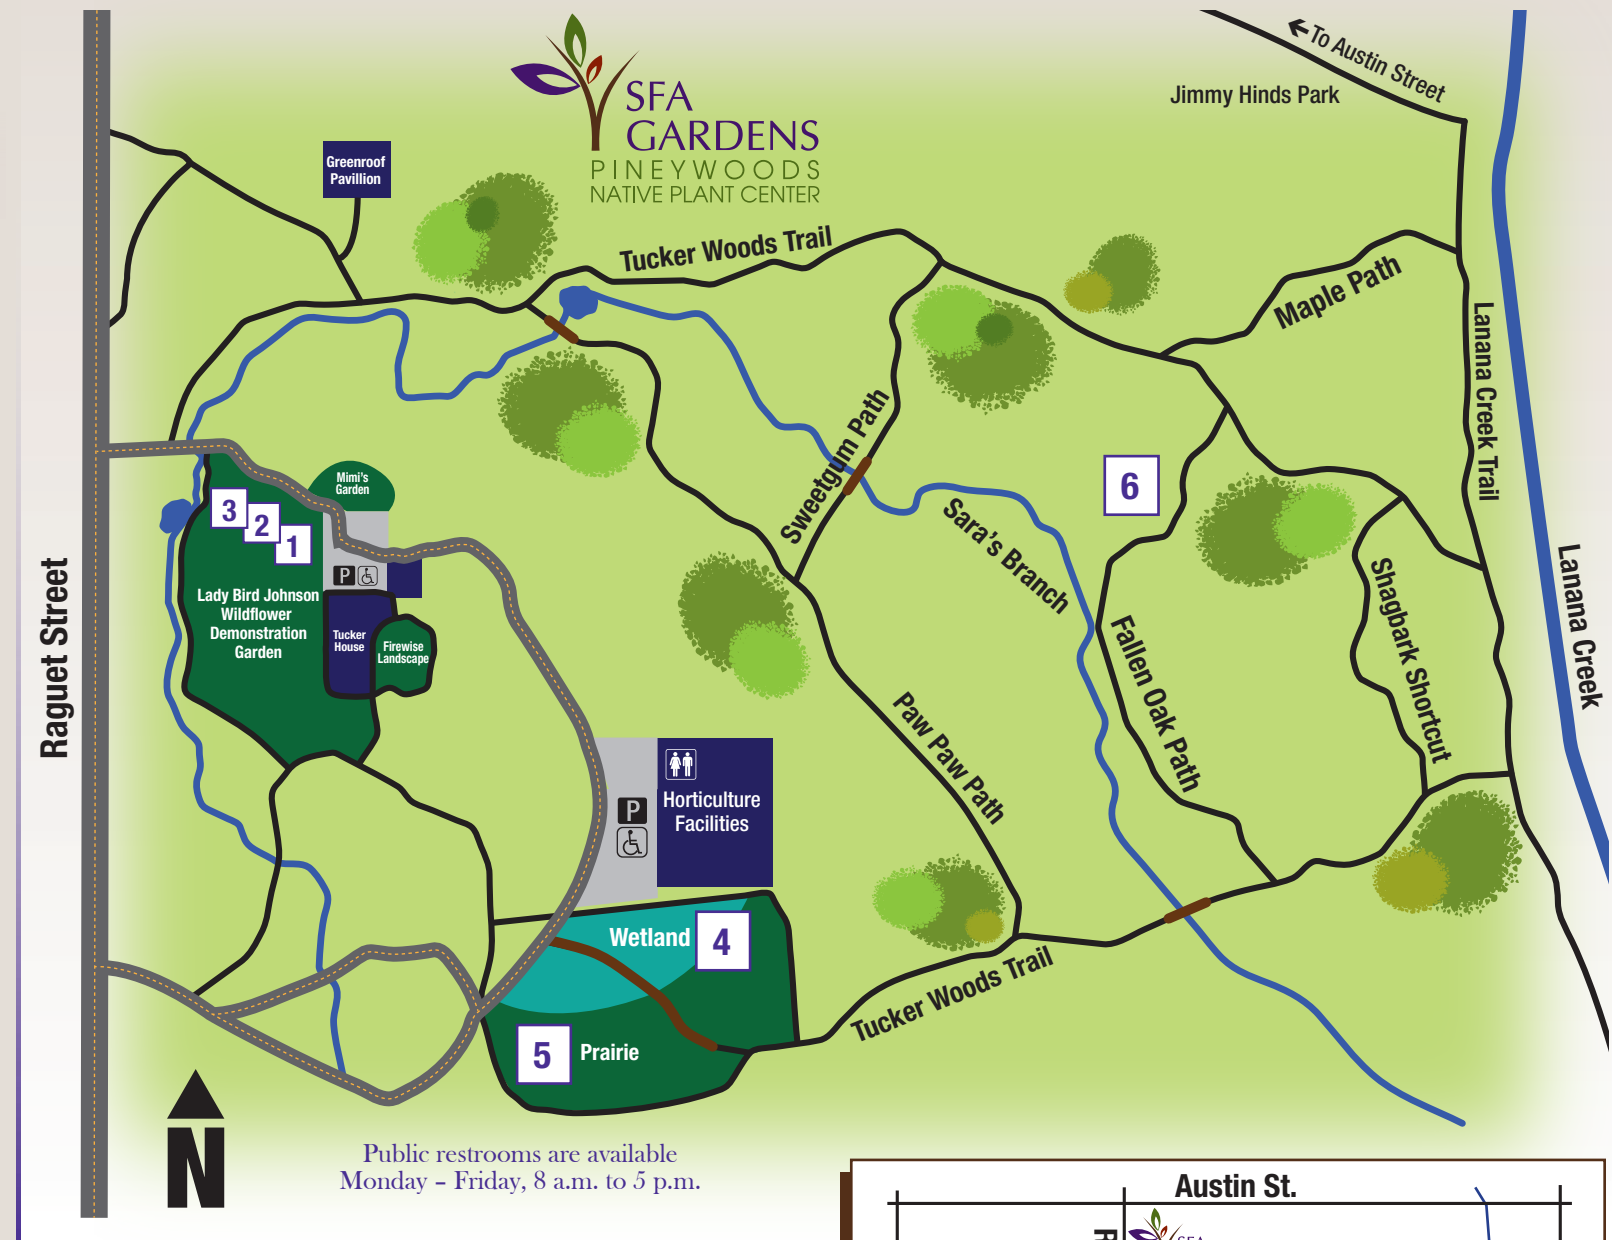 To Austin Street
Jimmy Hinds Park
SFA
GARDENS
PINEYWOODS
NATIVE PLANT CENTER
Greenroof
Pavillion
Tucker Woods Trail
Maple Path
Lanana Creek Trail
Sweetgum Path
Mimi's
Garden
3
2
1
6
P
Sara's Branch
Lady Bird Johnson
Wildflower
Demonstration
Garden
Tucker
House
Firewise
Landscape
Raguet Street
Lanana Creek
Shagbark Shortcut
Fallen Oak Path
Paw Paw Path
P
Horticulture
Facilities
Wetland
4
Tucker Woods Trail
5
Prairie
N
Public restrooms are available
Monday – Friday, 8 a.m. to 5 p.m.
Austin St.